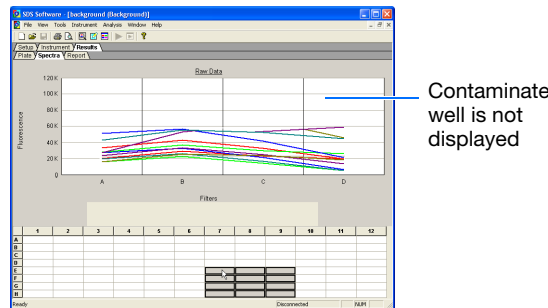 SDS Software - [background (Background)]
File View Tools Instrument Analysis Window Help
Setup Instrument Results
Plate Spectra Report
Raw Data
120 K
100 K
80 K
60 K
40 K
20 K
0
Fluorescence
A B C D
Filters
1 2 3 4 5 6 7 8 9 10 11 12
A
B
C
D
E
F
G
H
Ready Disconnected NUM
Contaminate
well is not
displayed